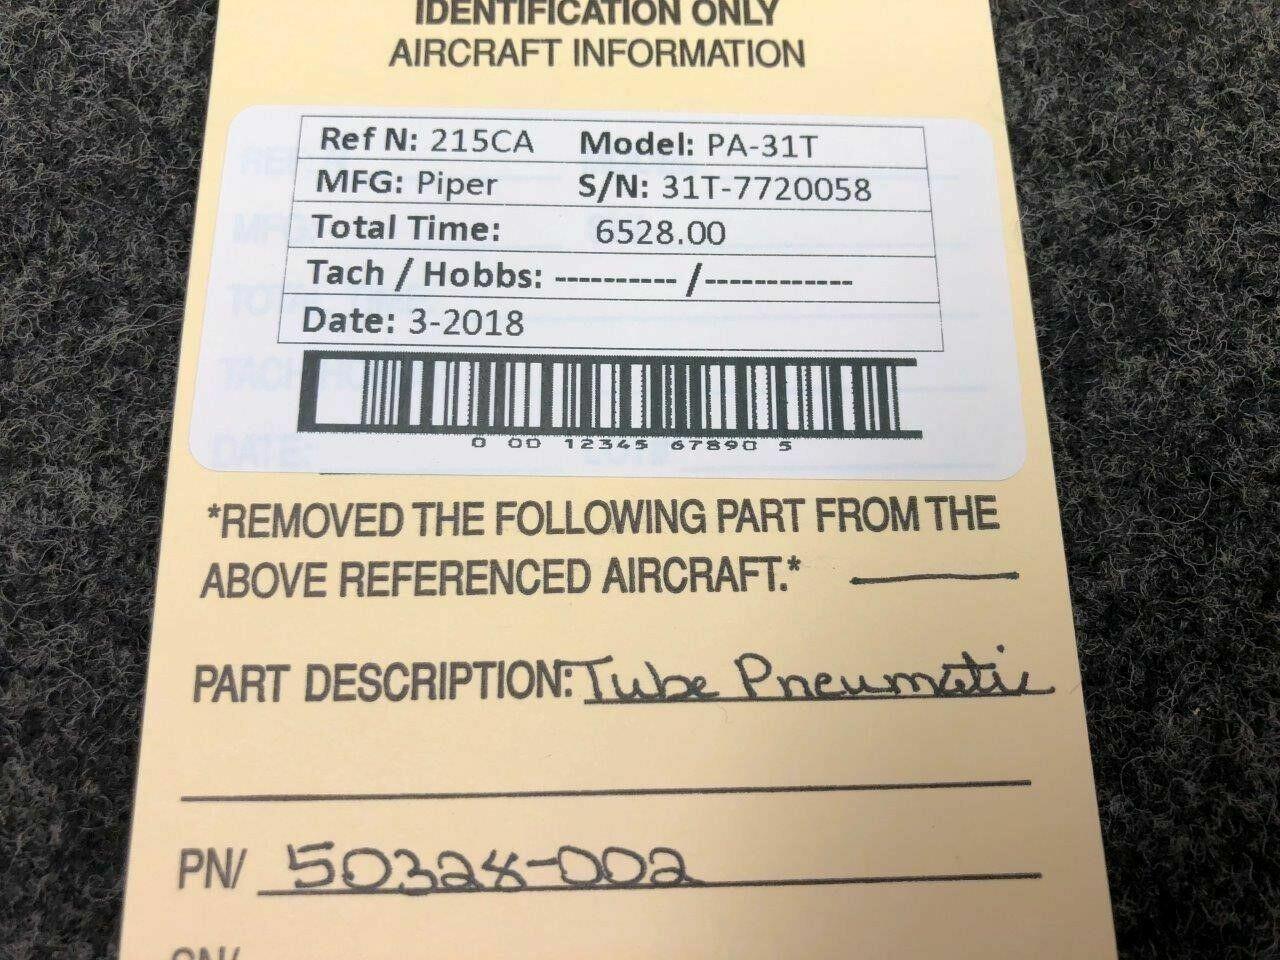 IDENTIFICATION ONLY
AIRCRAFT INFORMATION
Ref N: 215CA Model: PA-31T
MFG: Piper S/N: 31T-7720058
Total Time: 6528.00
Tach / Hobbs: ---------- /------------
Date: 3-2018
0 00 12345 67890 5
*REMOVED THE FOLLOWING PART FROM THE
ABOVE REFERENCED AIRCRAFT.*
PART DESCRIPTION: Tube Pneumatic
PN/ 50328-002
SN/